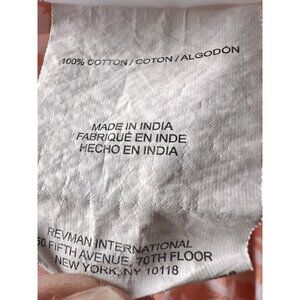 100% COTTON / COTON / ALGODÓN
MADE IN INDIA
FABRIQUÉ EN INDE
HECHO EN INDIA
REVMAN INTERNATIONAL
FIFTH AVENUE, 70TH FLOOR
NEW YORK, NY 10118